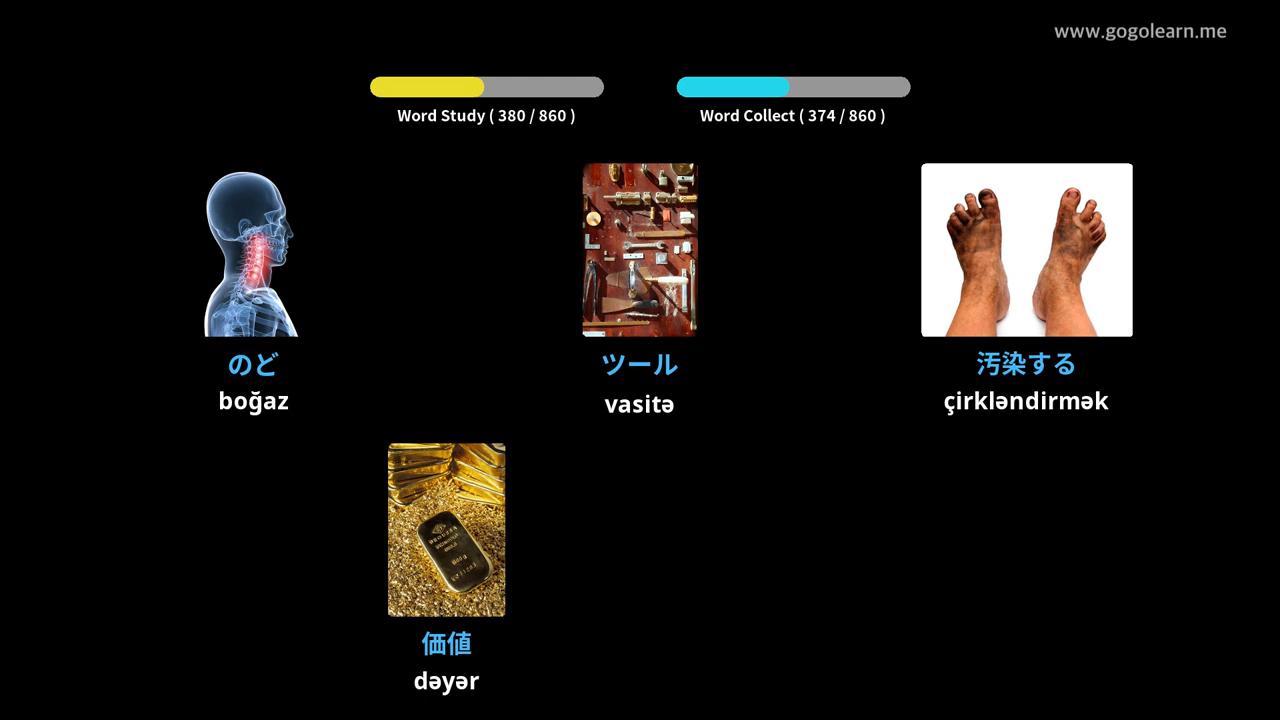 www.gogolearn.me
Word Study ( 380 / 860 )
Word Collect ( 374 / 860 )
のど
boğaz
ツール
vasitə
汚染する
çirkləndirmək
価値
dəyər